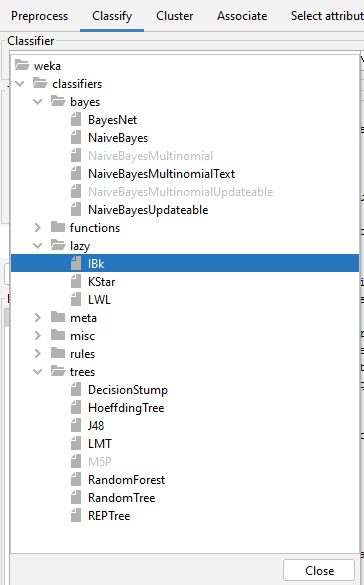 Preprocess Classify Cluster Associate Select attribut
Classifier
weka
classifiers
bayes
BayesNet
NaiveBayes
NaiveBayesMultinomial
NaiveBayesMultinomialText
NaiveBayesMultinomialUpdateable
NaiveBayesUpdateable
functions
lazy
IBk
KStar
LWL
meta
misc
rules
trees
DecisionStump
HoeffdingTree
J48
LMT
M5P
RandomForest
RandomTree
REPTree
Close